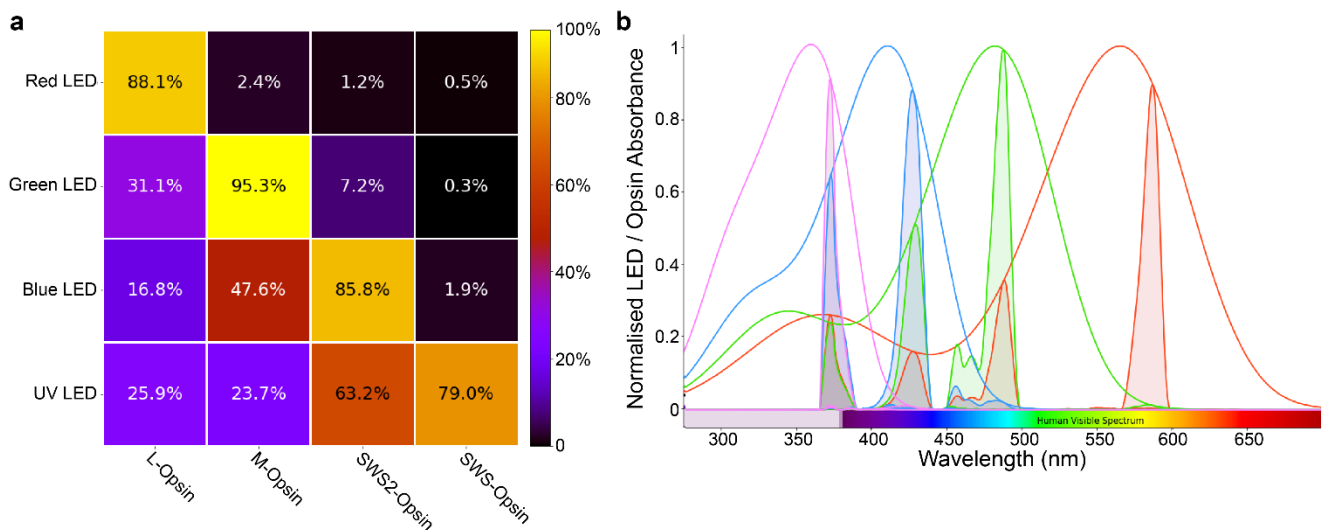 a
Red LED 88.1% 2.4% 1.2% 0.5%
Green LED 31.1% 95.3% 7.2% 0.3%
Blue LED 16.8% 47.6% 85.8% 1.9%
UV LED 25.9% 23.7% 63.2% 79.0%
L-Opsin M-Opsin SWS2-Opsin SWS-Opsin
100%
80%
60%
40%
20%
0
b
Normalised LED / Opsin Absorbance
1
0.8
0.6
0.4
0.2
0
Human Visible Spectrum
300 350 400 450 500 550 600 650
Wavelength (nm)